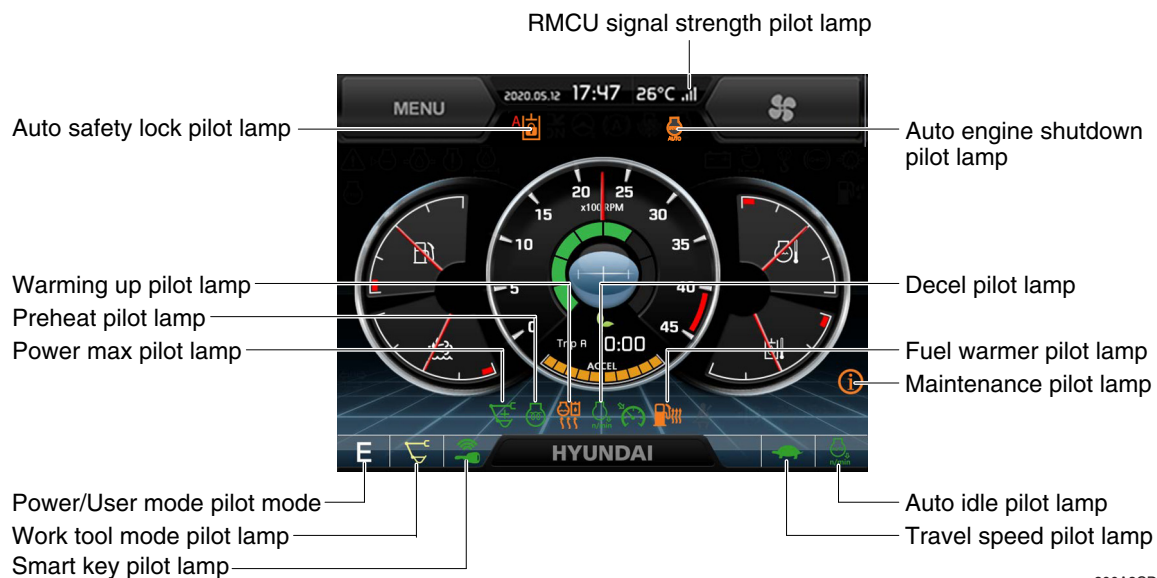 RMCU signal strength pilot lamp
MENU
2020.05.12 17:47 26°C
Auto safety lock pilot lamp
A
AUTO
Auto engine shutdown
pilot lamp
20 25
x100RPM
15 30
10 35
5 40
0 45
Warming up pilot lamp
Decel pilot lamp
Preheat pilot lamp
Trip A 0:00
Power max pilot lamp
ACCEL
Fuel warmer pilot lamp
Maintenance pilot lamp
i
n/min
E
HYUNDAI
n/min
Power/User mode pilot mode
Auto idle pilot lamp
Work tool mode pilot lamp
Travel speed pilot lamp
Smart key pilot lamp